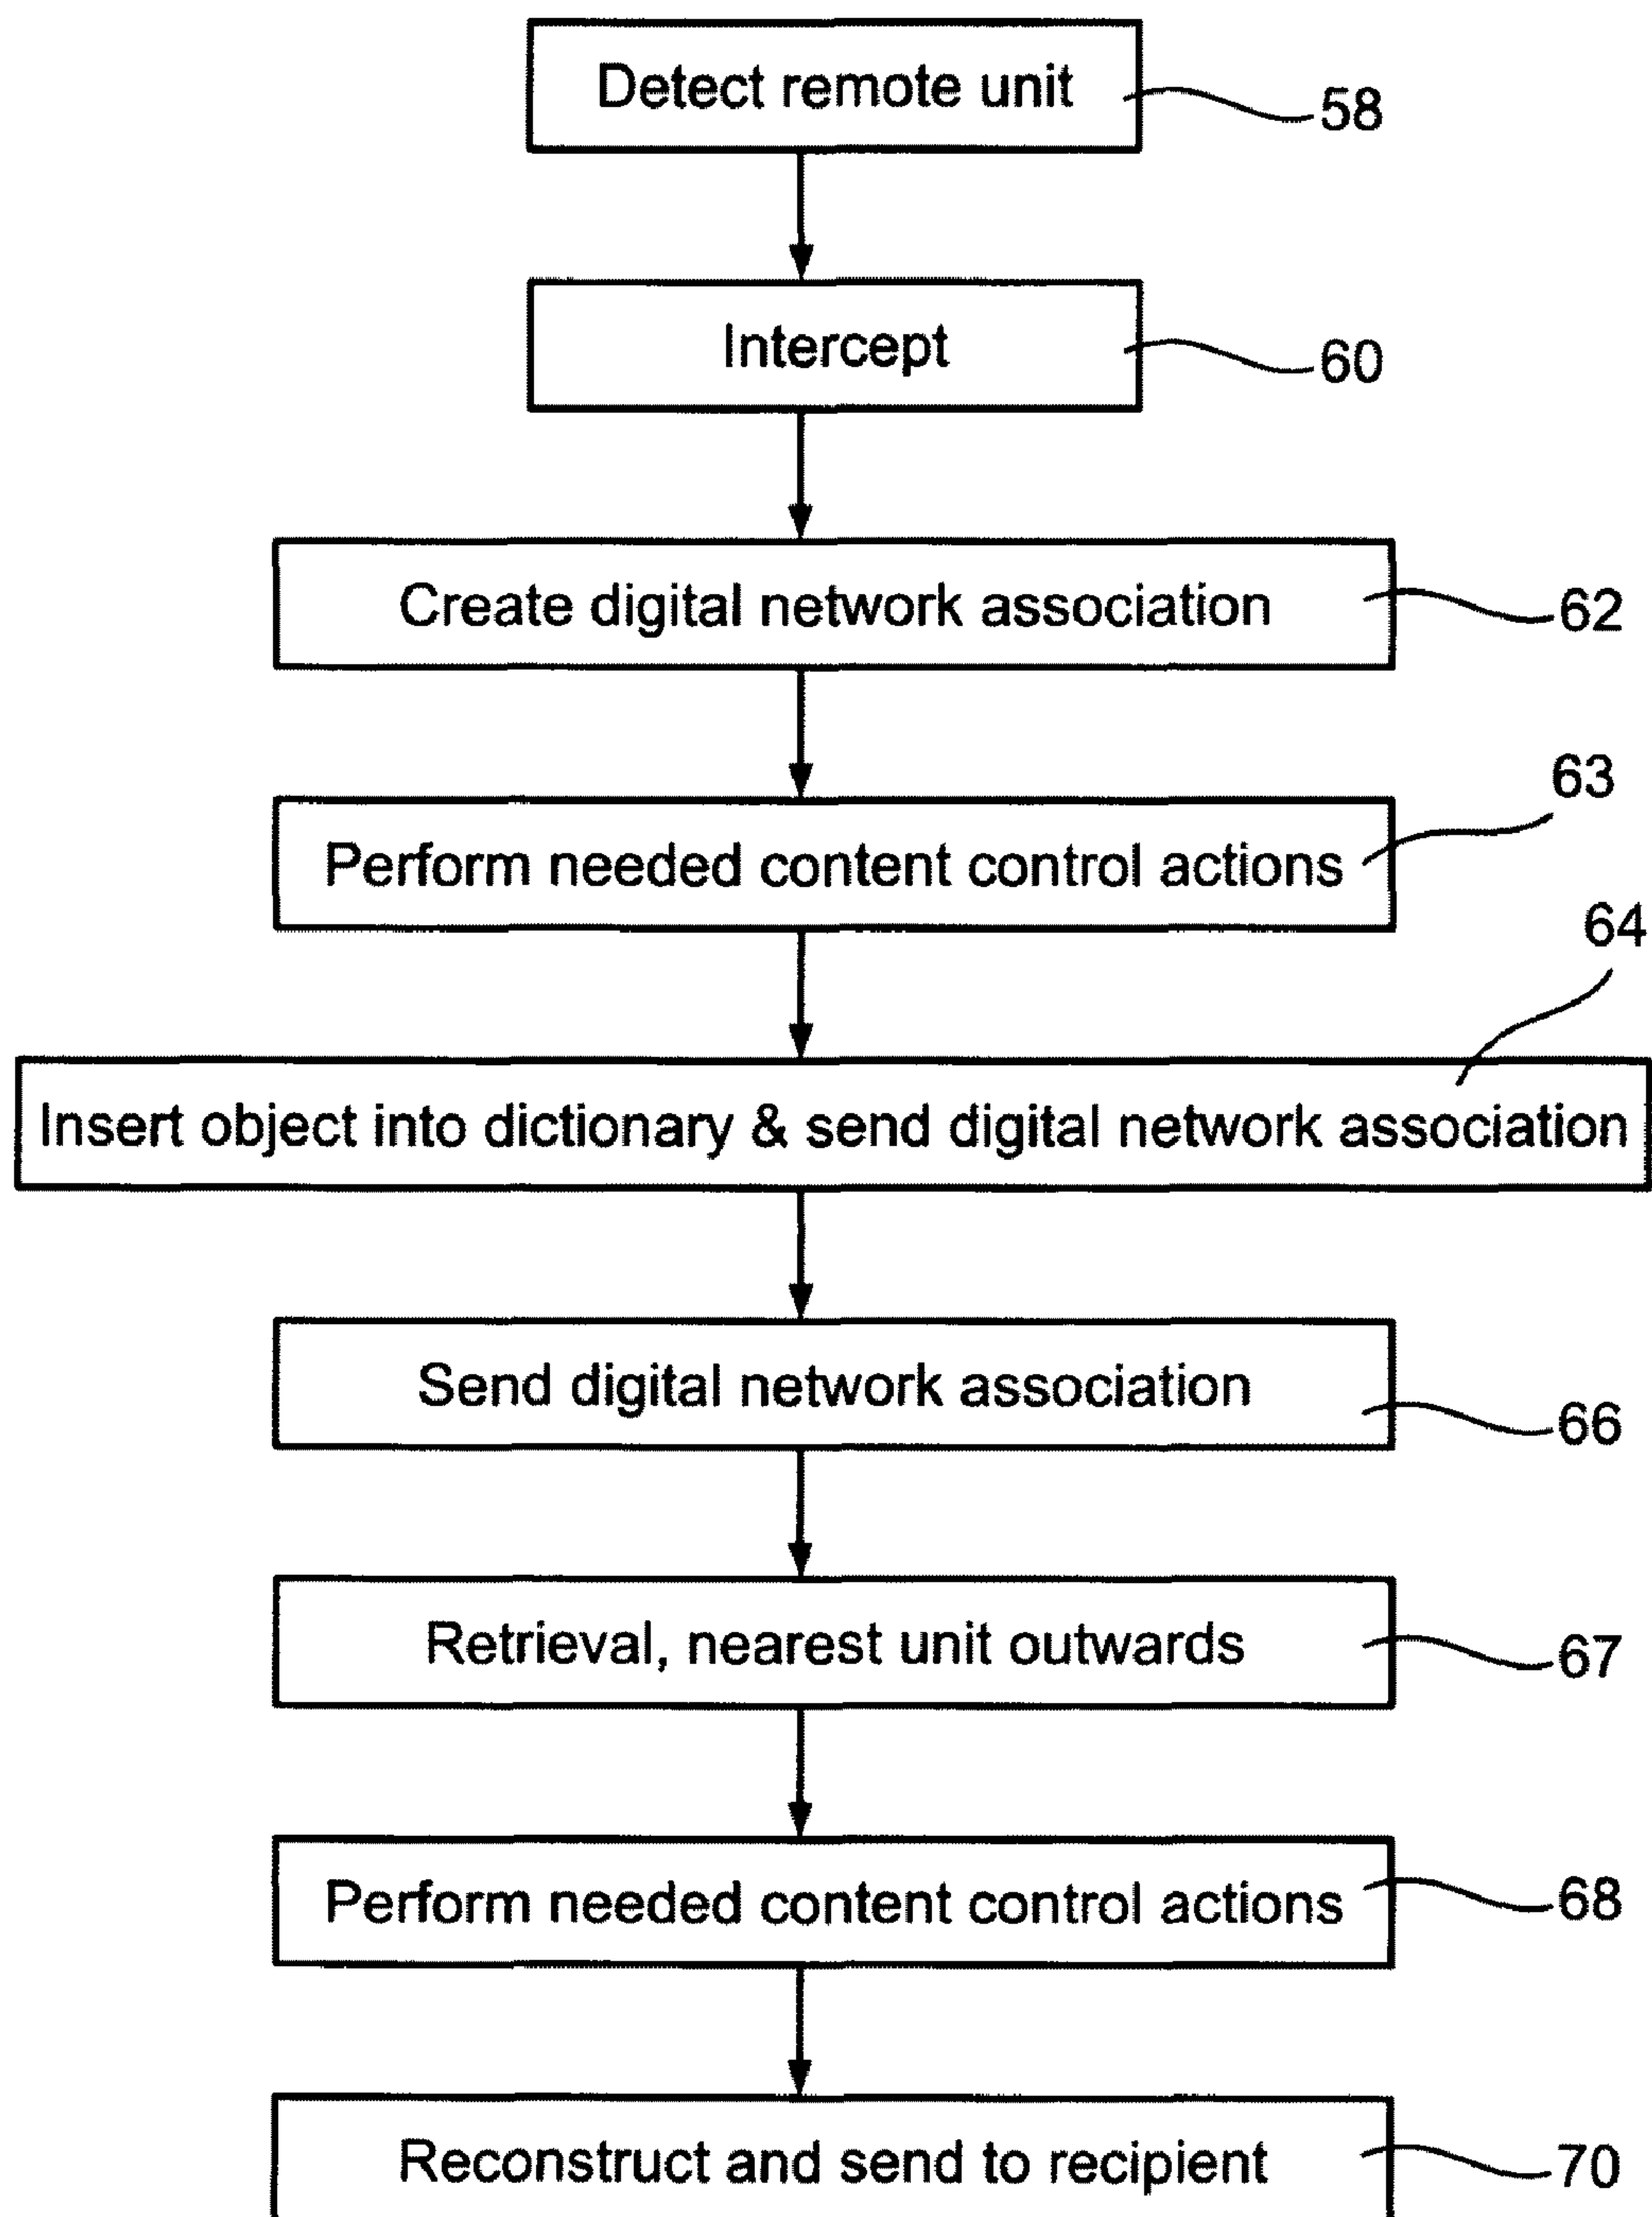 Detect remote unit
58
Intercept
60
Create digital network association
62
63
Perform needed content control actions
64
Insert object into dictionary & send digital network association
Send digital network association
66
Retrieval, nearest unit outwards
67
Perform needed content control actions
68
Reconstruct and send to recipient
70